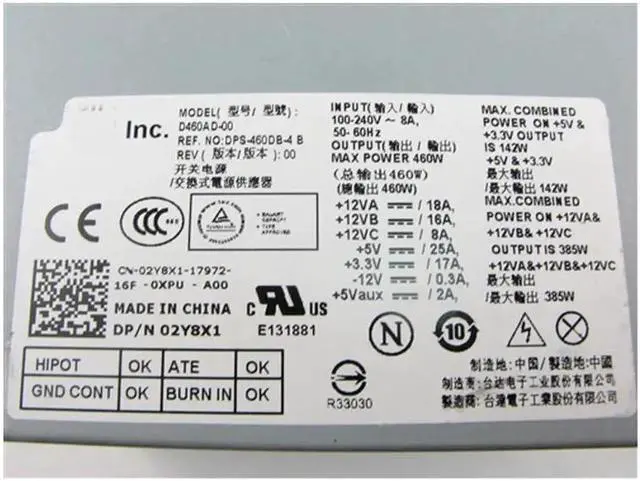 Inc.
MODEL( 型号/ 型號) :
D460AD-00
REF. NO:DPS-460DB-4 B
REV ( 版本/版本) : 00
开关电源
/交換式電源供應器
INPUT(输入/輸入)
100-240V ~ 8A,
50- 60Hz
OUTPUT(输出 / 輸出)
MAX POWER 460W
(总输出460W)
(總輸出 460W)
+12VA / 18A,
+12VB / 16A,
+12VC / 8A,
+5V / 25A,
+3.3V / 17A,
-12V / 0.3A,
+5Vaux / 2A,
MAX. COMBINED
POWER ON +5V &
+3.3V OUTPUT
IS 142W
+5V & +3.3V
最大输出
/最大輸出 142W
MAX.COMBINED
POWER ON +12VA&
+12VB& +12VC
OUTPUT IS 385W
+12VA&+12VB&+12VC
最大输出
/最大輸出 385W
CE
CCC
CN-02Y8X1-17972-
16F -0XPU - A00
MADE IN CHINA
DP/N 02Y8X1
c US
E131881
N
10
HIPOT OK ATE OK
GND CONT OK BURN IN OK
R33030
制造地: 中国/製造地:中國
制造商: 台达电子工业股份有限公司
製造商: 台達電子工業股份有限公司